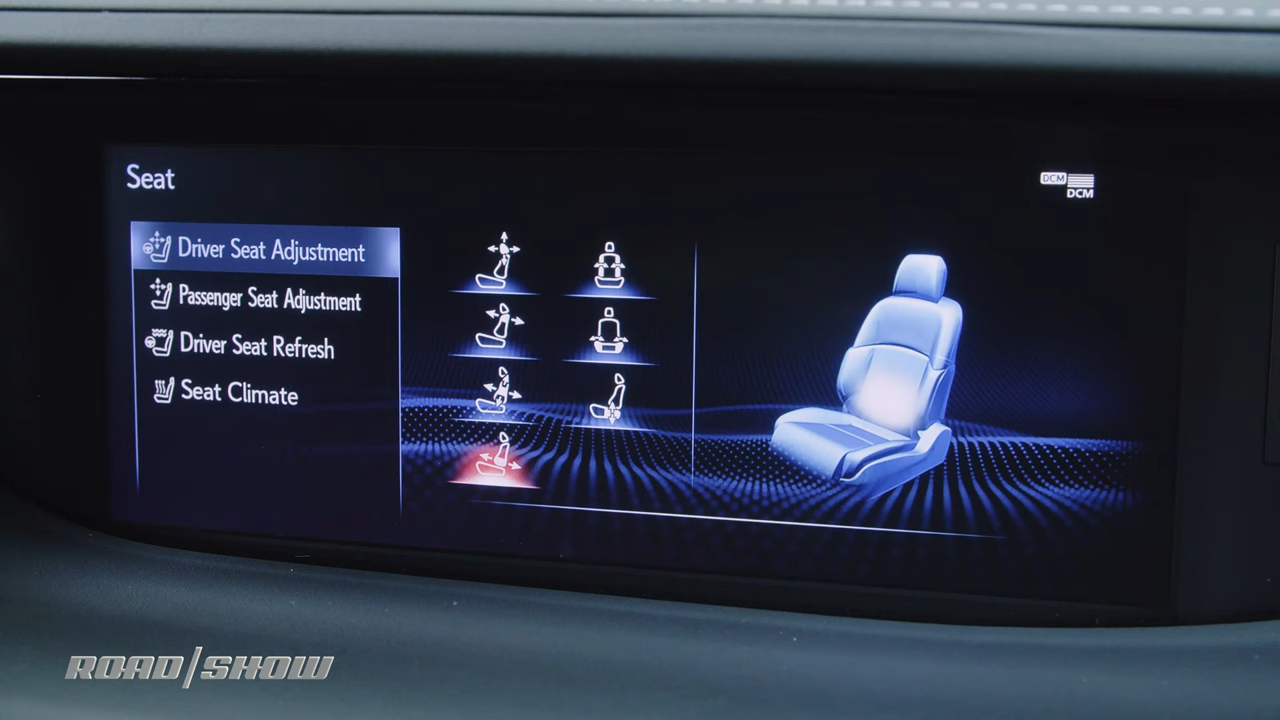 Seat
DCM
DCM
Driver Seat Adjustment
Passenger Seat Adjustment
Driver Seat Refresh
Seat Climate
ROAD/SHOW